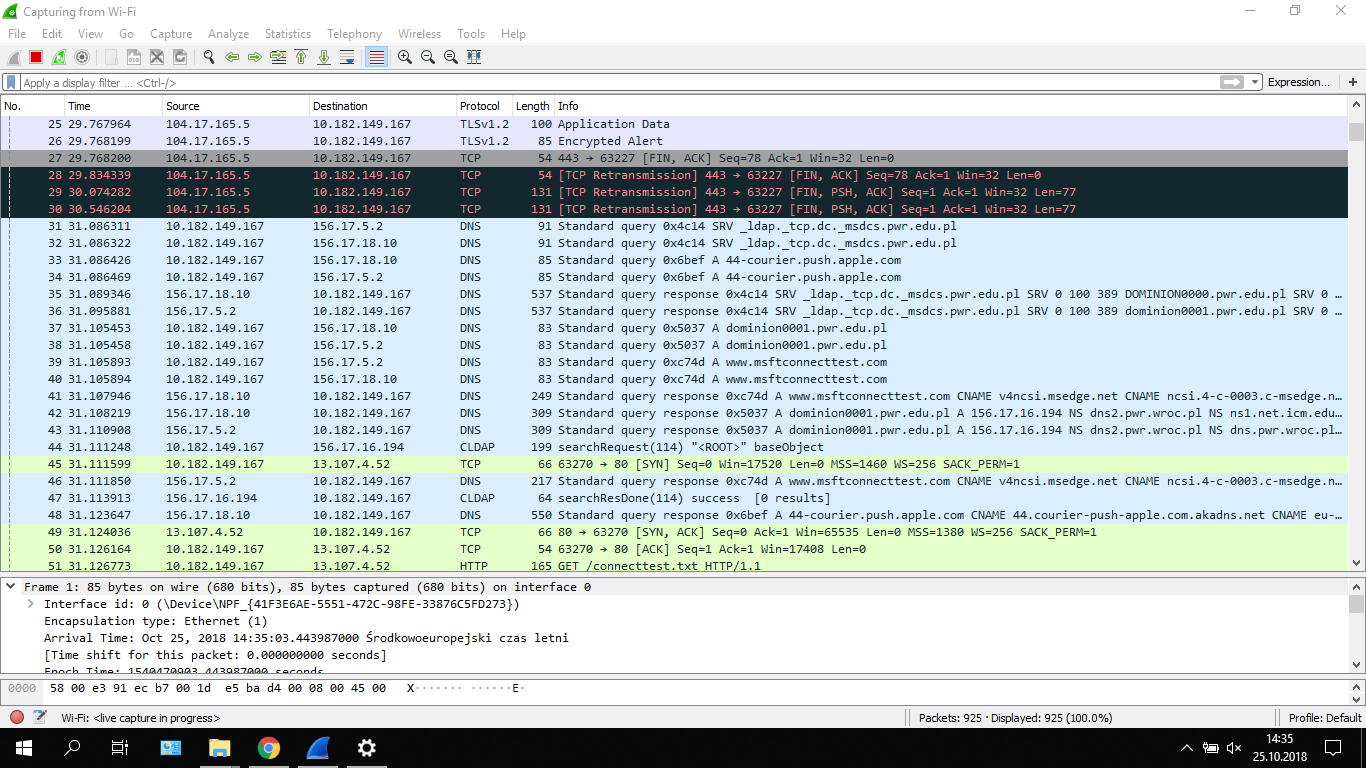 Capturing from Wi-Fi
File Edit View Go Capture Analyze Statistics Telephony Wireless Tools Help
Apply a display filter ... <Ctrl-/> Expression... +
No. Time Source Destination Protocol Length Info
25 29.767964 104.17.165.5 10.182.149.167 TLSv1.2 100 Application Data
26 29.768199 104.17.165.5 10.182.149.167 TLSv1.2 85 Encrypted Alert
27 29.768200 104.17.165.5 10.182.149.167 TCP 54 443 → 63227 [FIN, ACK] Seq=78 Ack=1 Win=32 Len=0
28 29.834339 104.17.165.5 10.182.149.167 TCP 54 [TCP Retransmission] 443 → 63227 [FIN, ACK] Seq=78 Ack=1 Win=32 Len=0
29 30.074282 104.17.165.5 10.182.149.167 TCP 131 [TCP Retransmission] 443 → 63227 [FIN, PSH, ACK] Seq=1 Ack=1 Win=32 Len=77
30 30.546204 104.17.165.5 10.182.149.167 TCP 131 [TCP Retransmission] 443 → 63227 [FIN, PSH, ACK] Seq=1 Ack=1 Win=32 Len=77
31 31.086311 10.182.149.167 156.17.5.2 DNS 91 Standard query 0x4c14 SRV _ldap._tcp.dc._msdcs.pwr.edu.pl
32 31.086322 10.182.149.167 156.17.18.10 DNS 91 Standard query 0x4c14 SRV _ldap._tcp.dc._msdcs.pwr.edu.pl
33 31.086426 10.182.149.167 156.17.18.10 DNS 85 Standard query 0x6bef A 44-courier.push.apple.com
34 31.086469 10.182.149.167 156.17.5.2 DNS 85 Standard query 0x6bef A 44-courier.push.apple.com
35 31.089346 156.17.18.10 10.182.149.167 DNS 537 Standard query response 0x4c14 SRV _ldap._tcp.dc._msdcs.pwr.edu.pl SRV 0 100 389 DOMINION0000.pwr.edu.pl SRV 0 …
36 31.095881 156.17.5.2 10.182.149.167 DNS 537 Standard query response 0x4c14 SRV _ldap._tcp.dc._msdcs.pwr.edu.pl SRV 0 100 389 dominion0001.pwr.edu.pl SRV 0 …
37 31.105453 10.182.149.167 156.17.18.10 DNS 83 Standard query 0x5037 A dominion0001.pwr.edu.pl
38 31.105458 10.182.149.167 156.17.5.2 DNS 83 Standard query 0x5037 A dominion0001.pwr.edu.pl
39 31.105893 10.182.149.167 156.17.5.2 DNS 83 Standard query 0xc74d A www.msftconnecttest.com
40 31.105894 10.182.149.167 156.17.18.10 DNS 83 Standard query 0xc74d A www.msftconnecttest.com
41 31.107946 156.17.18.10 10.182.149.167 DNS 249 Standard query response 0xc74d A www.msftconnecttest.com CNAME v4ncsi.msedge.net CNAME ncsi.4-c-0003.c-msedge.n…
42 31.108219 156.17.18.10 10.182.149.167 DNS 309 Standard query response 0x5037 A dominion0001.pwr.edu.pl A 156.17.16.194 NS dns2.pwr.wroc.pl NS ns1.net.icm.edu…
43 31.110908 156.17.5.2 10.182.149.167 DNS 309 Standard query response 0x5037 A dominion0001.pwr.edu.pl A 156.17.16.194 NS dns2.pwr.wroc.pl NS dns.pwr.wroc.pl…
44 31.111248 10.182.149.167 156.17.16.194 CLDAP 199 searchRequest(114) "<ROOT>" baseObject
45 31.111599 10.182.149.167 13.107.4.52 TCP 66 63270 → 80 [SYN] Seq=0 Win=17520 Len=0 MSS=1460 WS=256 SACK_PERM=1
46 31.111850 156.17.5.2 10.182.149.167 DNS 217 Standard query response 0xc74d A www.msftconnecttest.com CNAME v4ncsi.msedge.net CNAME ncsi.4-c-0003.c-msedge.n…
47 31.113913 156.17.16.194 10.182.149.167 CLDAP 64 searchResDone(114) success [0 results]
48 31.123647 156.17.18.10 10.182.149.167 DNS 550 Standard query response 0x6bef A 44-courier.push.apple.com CNAME 44.courier-push-apple.com.akadns.net CNAME eu-…
49 31.124036 13.107.4.52 10.182.149.167 TCP 66 80 → 63270 [SYN, ACK] Seq=0 Ack=1 Win=65535 Len=0 MSS=1380 WS=256 SACK_PERM=1
50 31.126164 10.182.149.167 13.107.4.52 TCP 54 63270 → 80 [ACK] Seq=1 Ack=1 Win=17408 Len=0
51 31.126773 10.182.149.167 13.107.4.52 HTTP 165 GET /connecttest.txt HTTP/1.1
Frame 1: 85 bytes on wire (680 bits), 85 bytes captured (680 bits) on interface 0
Interface id: 0 (\Device\NPF_{41F3E6AE-5551-472C-98FE-33876C5FD273})
Encapsulation type: Ethernet (1)
Arrival Time: Oct 25, 2018 14:35:03.443987000 Środkowoeuropejski czas letni
[Time shift for this packet: 0.000000000 seconds]
Epoch Time: 1540470903.443987000 seconds
0000 58 00 e3 91 ec b7 00 1d e5 ba d4 00 08 00 45 00 X······· ······E·
Wi-Fi: <live capture in progress> Packets: 925 · Displayed: 925 (100.0%) Profile: Default
14:35
25.10.2018